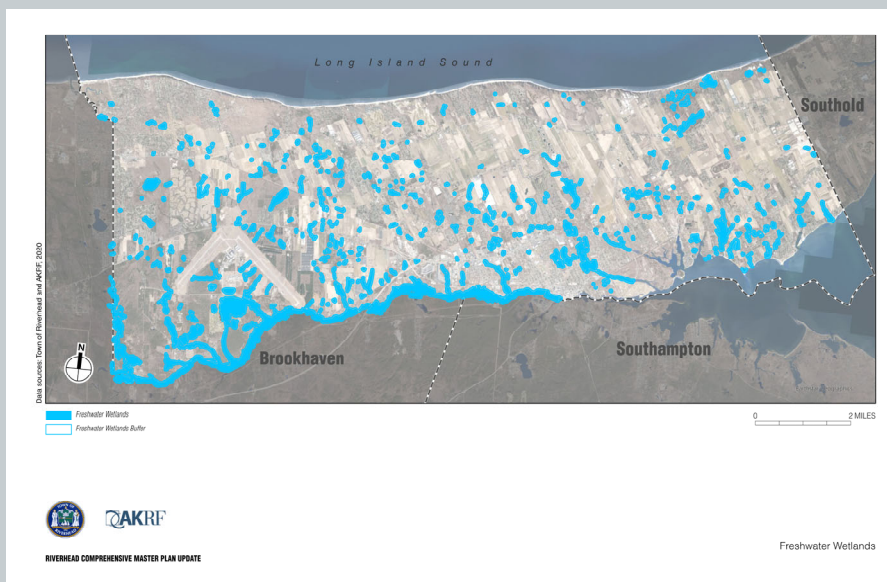 Long Island Sound
Southold
Brookhaven
Southampton
N
Data sources: Town of Riverhead and AKRF, 2020
Freshwater Wetlands
Freshwater Wetlands Buffer
0 2 MILES
AKRF
RIVERHEAD COMPREHENSIVE MASTER PLAN UPDATE
Freshwater Wetlands